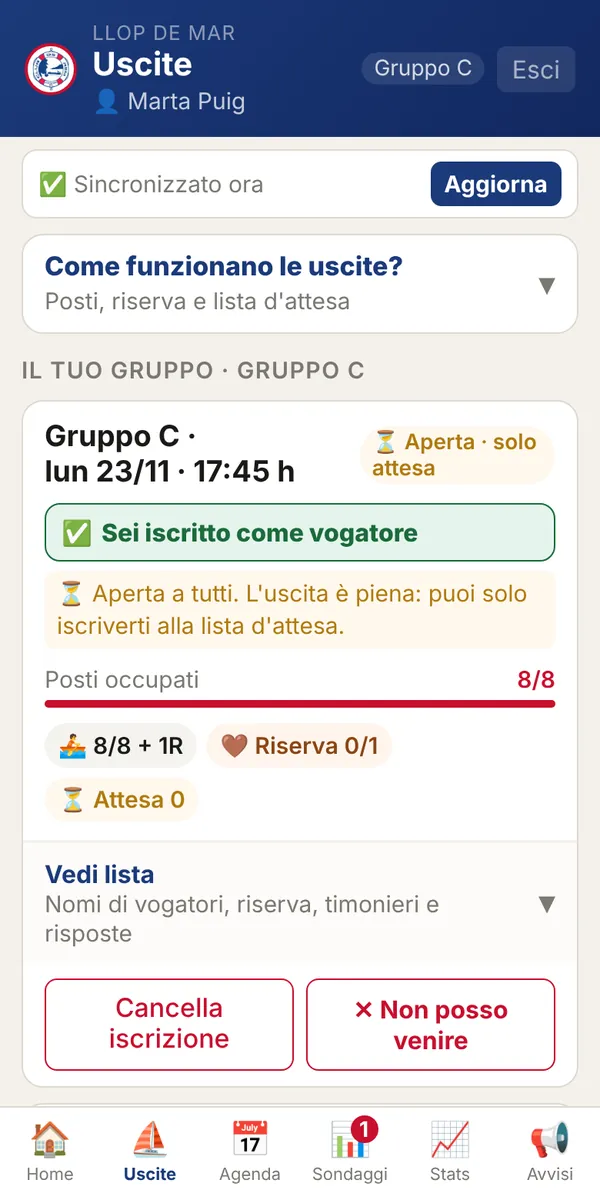 LLOP DE MAR
Uscite
👤 Marta Puig
Gruppo C
Esci
✅ Sincronizzato ora
Aggiorna
Come funzionano le uscite?
Posti, riserva e lista d'attesa
▼
IL TUO GRUPPO · GRUPPO C
Gruppo C ·
lun 23/11 · 17:45 h
⏳ Aperta · solo
attesa
✅ Sei iscritto come vogatore
⏳ Aperta a tutti. L'uscita è piena: puoi solo
iscriverti alla lista d'attesa.
Posti occupati
8/8
🚣 8/8 + 1R
🤎 Riserva 0/1
⏳ Attesa 0
Vedi lista
Nomi di vogatori, riserva, timonieri e
risposte
▼
Cancella
iscrizione
✕ Non posso
venire
July
17
1
Home
Uscite
Agenda
Sondaggi
Stats
Avvisi